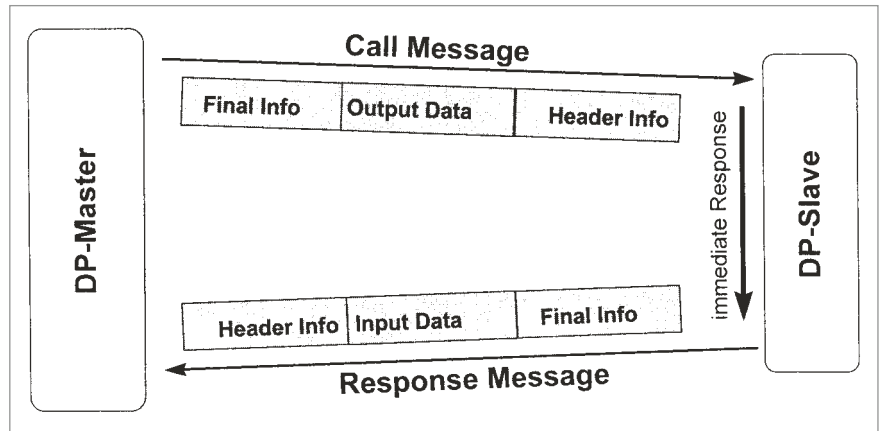 Call Message
Final Info Output Data Header Info
DP-Master
immediate Response
DP-Slave
Header Info Input Data Final Info
Response Message